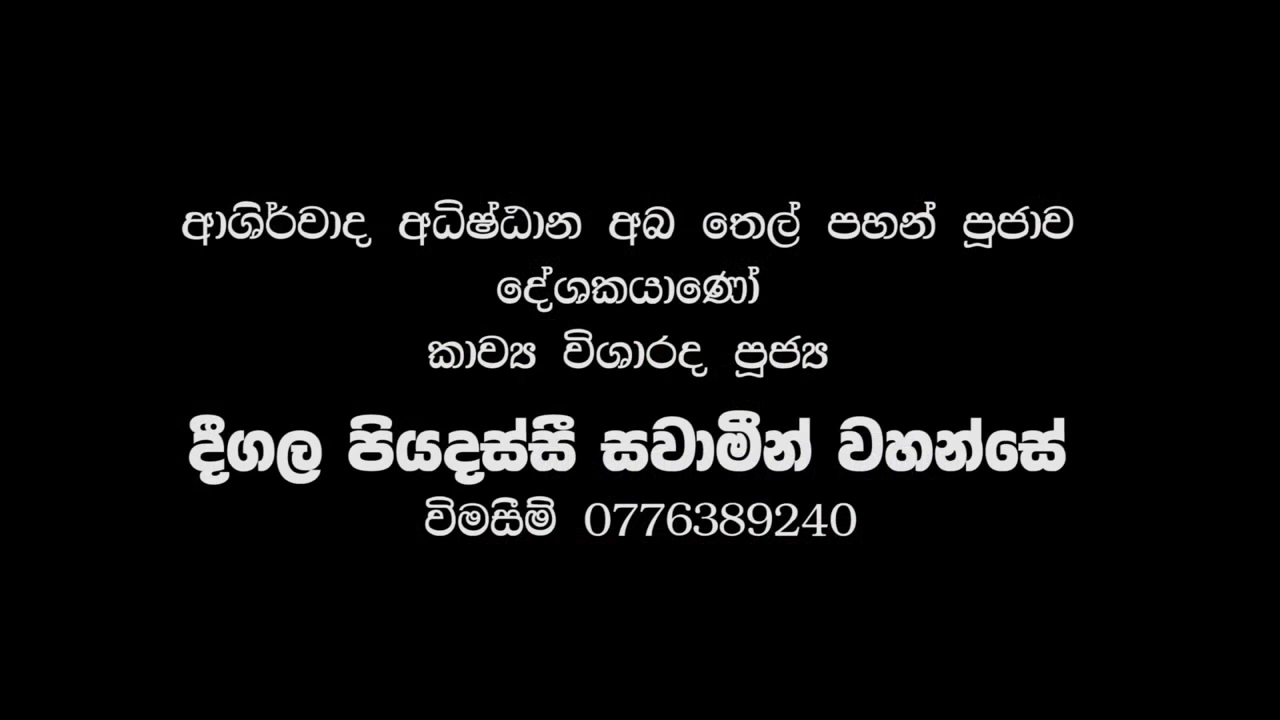 ආශිර්වාද අධිෂ්ඨාන අබ තෙල් පහන් පූජාව
දේශකයාණෝ
කාව්‍ය විශාරද පූජ්‍ය
දීගල පියදස්සී සවාමීන් වහන්සේ
විමසීම් 0776389240